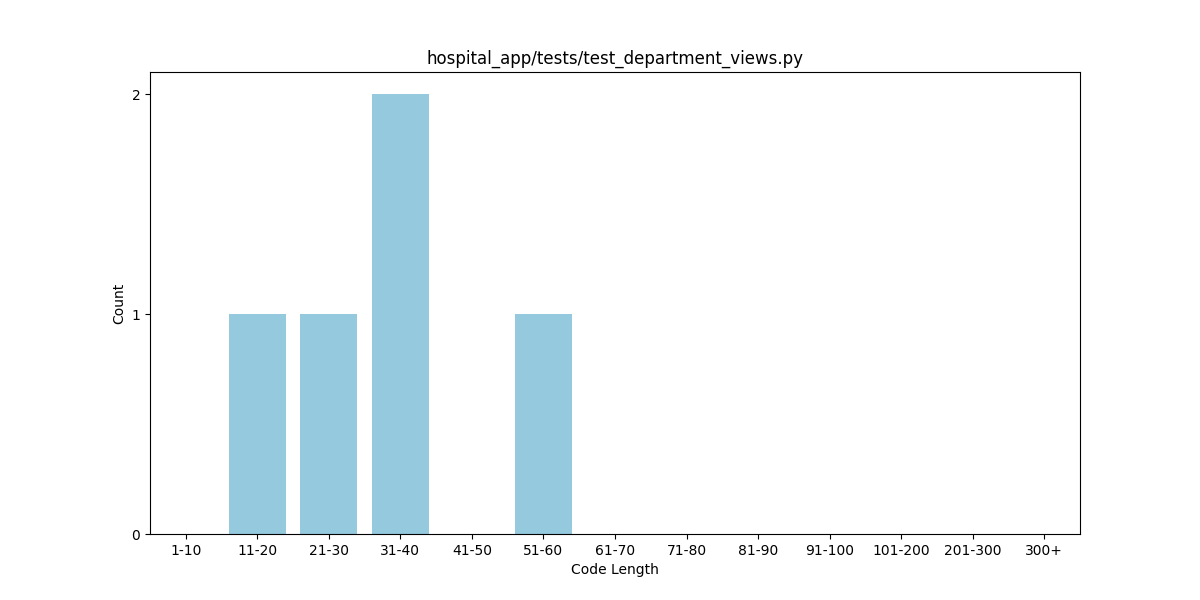 hospital_app/tests/test_department_views.py
Count
2
1
0
1-10 11-20 21-30 31-40 41-50 51-60 61-70 71-80 81-90 91-100 101-200 201-300 300+
Code Length